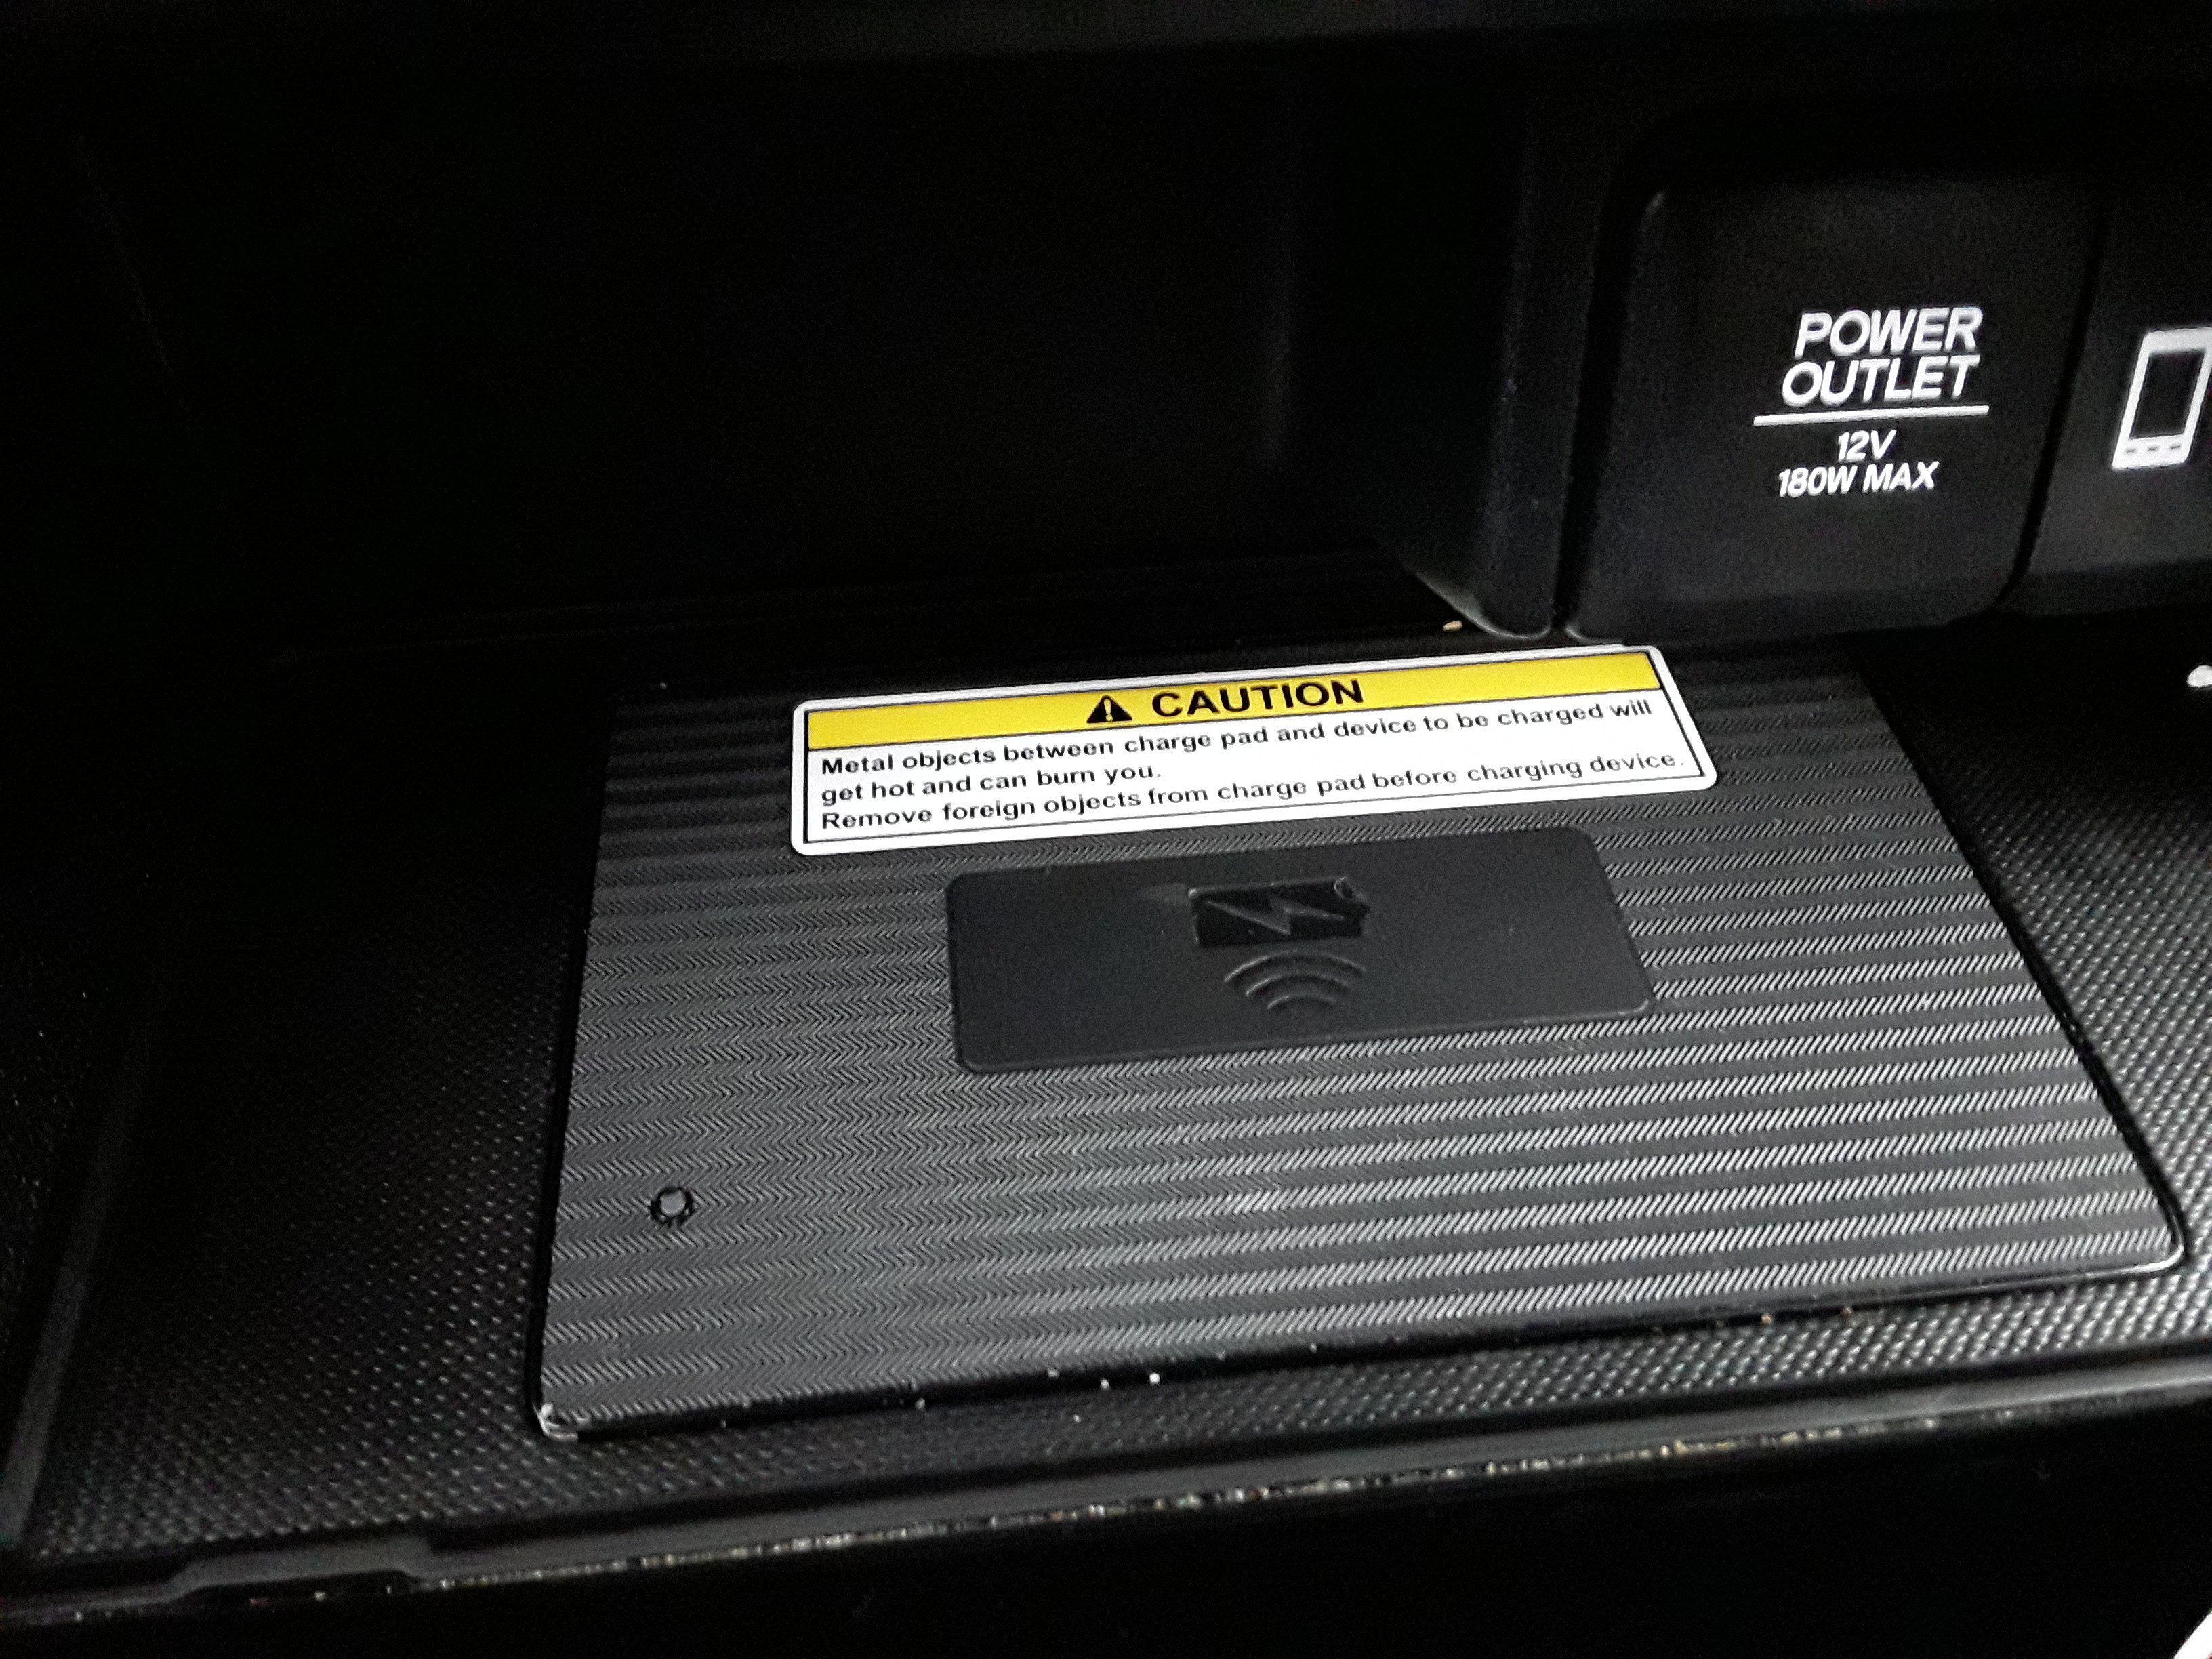 POWER
OUTLET
12V
180W MAX
CAUTION
Metal objects between charge pad and device to be charged will
get hot and can burn you.
Remove foreign objects from charge pad before charging device.